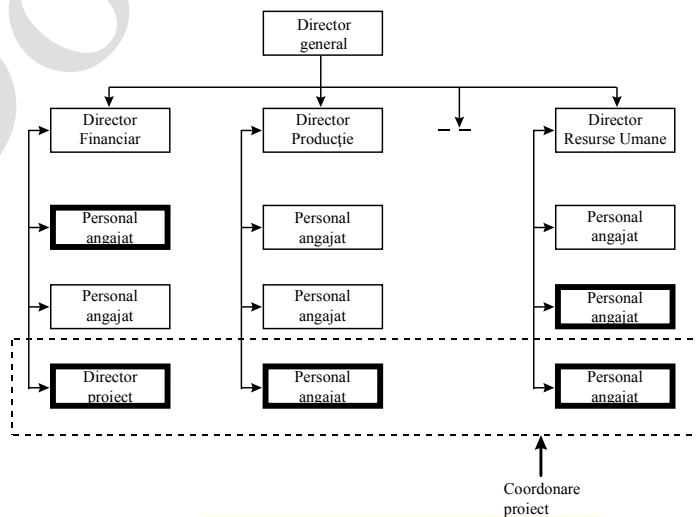 Director
general
Director
Financiar
Director
Producţie
Director
Resurse Umane
Personal
angajat
Personal
angajat
Personal
angajat
Personal
angajat
Personal
angajat
Personal
angajat
Director
proiect
Personal
angajat
Personal
angajat
Coordonare
proiect